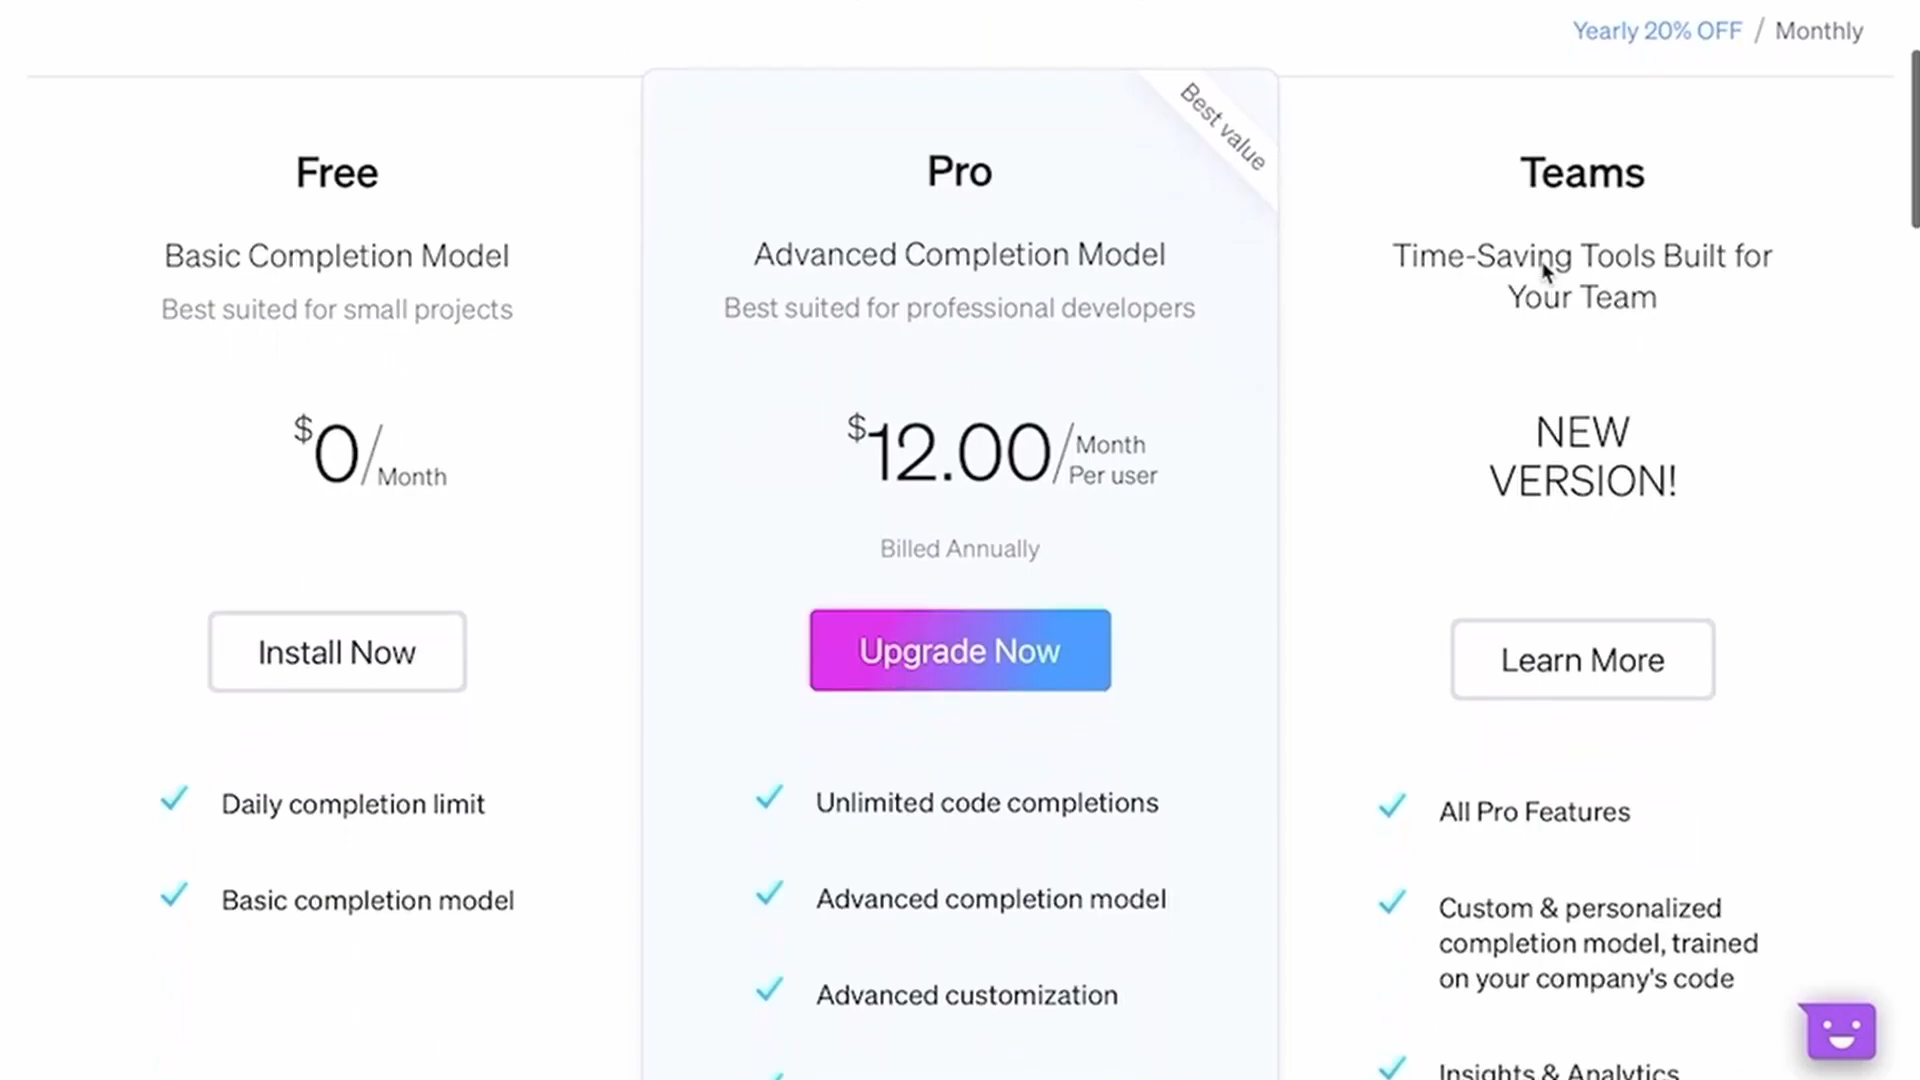 Yearly 20% OFF / Monthly
Best value
Free
Basic Completion Model
Best suited for small projects
$0/Month
Install Now
Daily completion limit
Basic completion model
Pro
Advanced Completion Model
Best suited for professional developers
$12.00/Month
Per user
Billed Annually
Upgrade Now
Unlimited code completions
Advanced completion model
Advanced customization
Teams
Time-Saving Tools Built for
Your Team
NEW
VERSION!
Learn More
All Pro Features
Custom & personalized
completion model, trained
on your company's code
Insights & Analytics